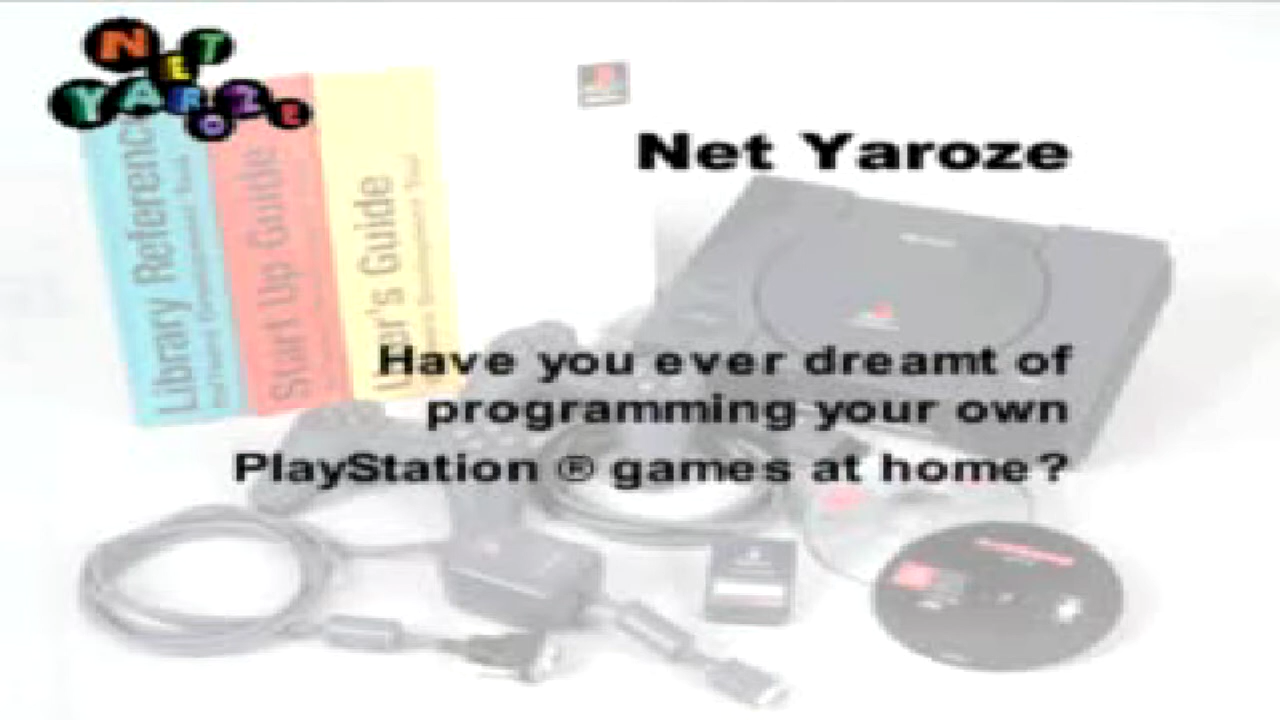 NET
YAROZE
Net Yaroze
Library Reference
Start Up Guide
User's Guide
Have you ever dreamt of
programming your own
PlayStation ® games at home?